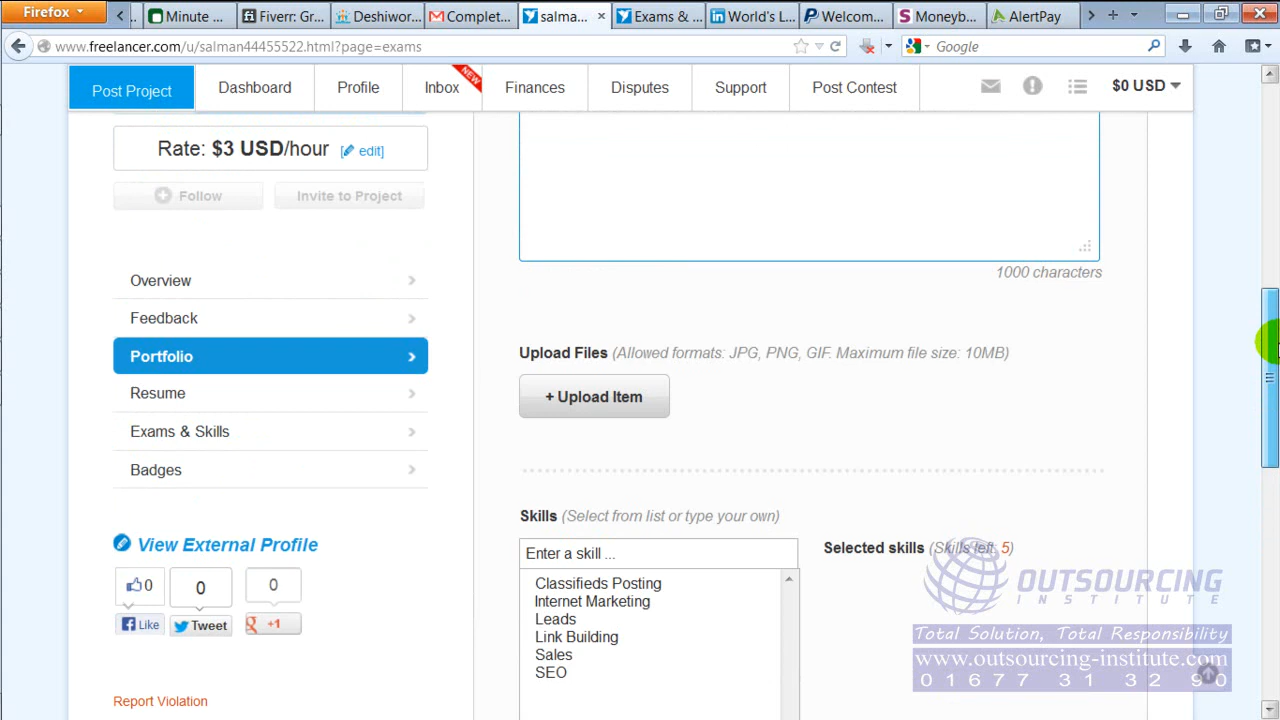 Firefox
Minute ...
Fiverr: Gr...
Deshiwor...
Complet...
salma...
Exams & ...
World's L...
Welcom...
Moneyb...
AlertPay
www.freelancer.com/u/salman44455522.html?page=exams
Google
Post Project
Dashboard
Profile
Inbox
NEW
Finances
Disputes
Support
Post Contest
$0 USD
Rate: $3 USD/hour [edit]
Follow
Invite to Project
1000 characters
Overview
Feedback
Portfolio
Resume
Exams & Skills
Badges
Upload Files (Allowed formats: JPG, PNG, GIF. Maximum file size: 10MB)
+ Upload Item
Skills (Select from list or type your own)
Enter a skill ...
Selected skills (Skills left: 5)
Classifieds Posting
Internet Marketing
Leads
Link Building
Sales
SEO
View External Profile
0
0
0
Like
Tweet
+1
Report Violation
OUTSOURCING
INSTITUTE
Total Solution, Total Responsibility
www.outsourcing-institute.com
01677 31 32 90